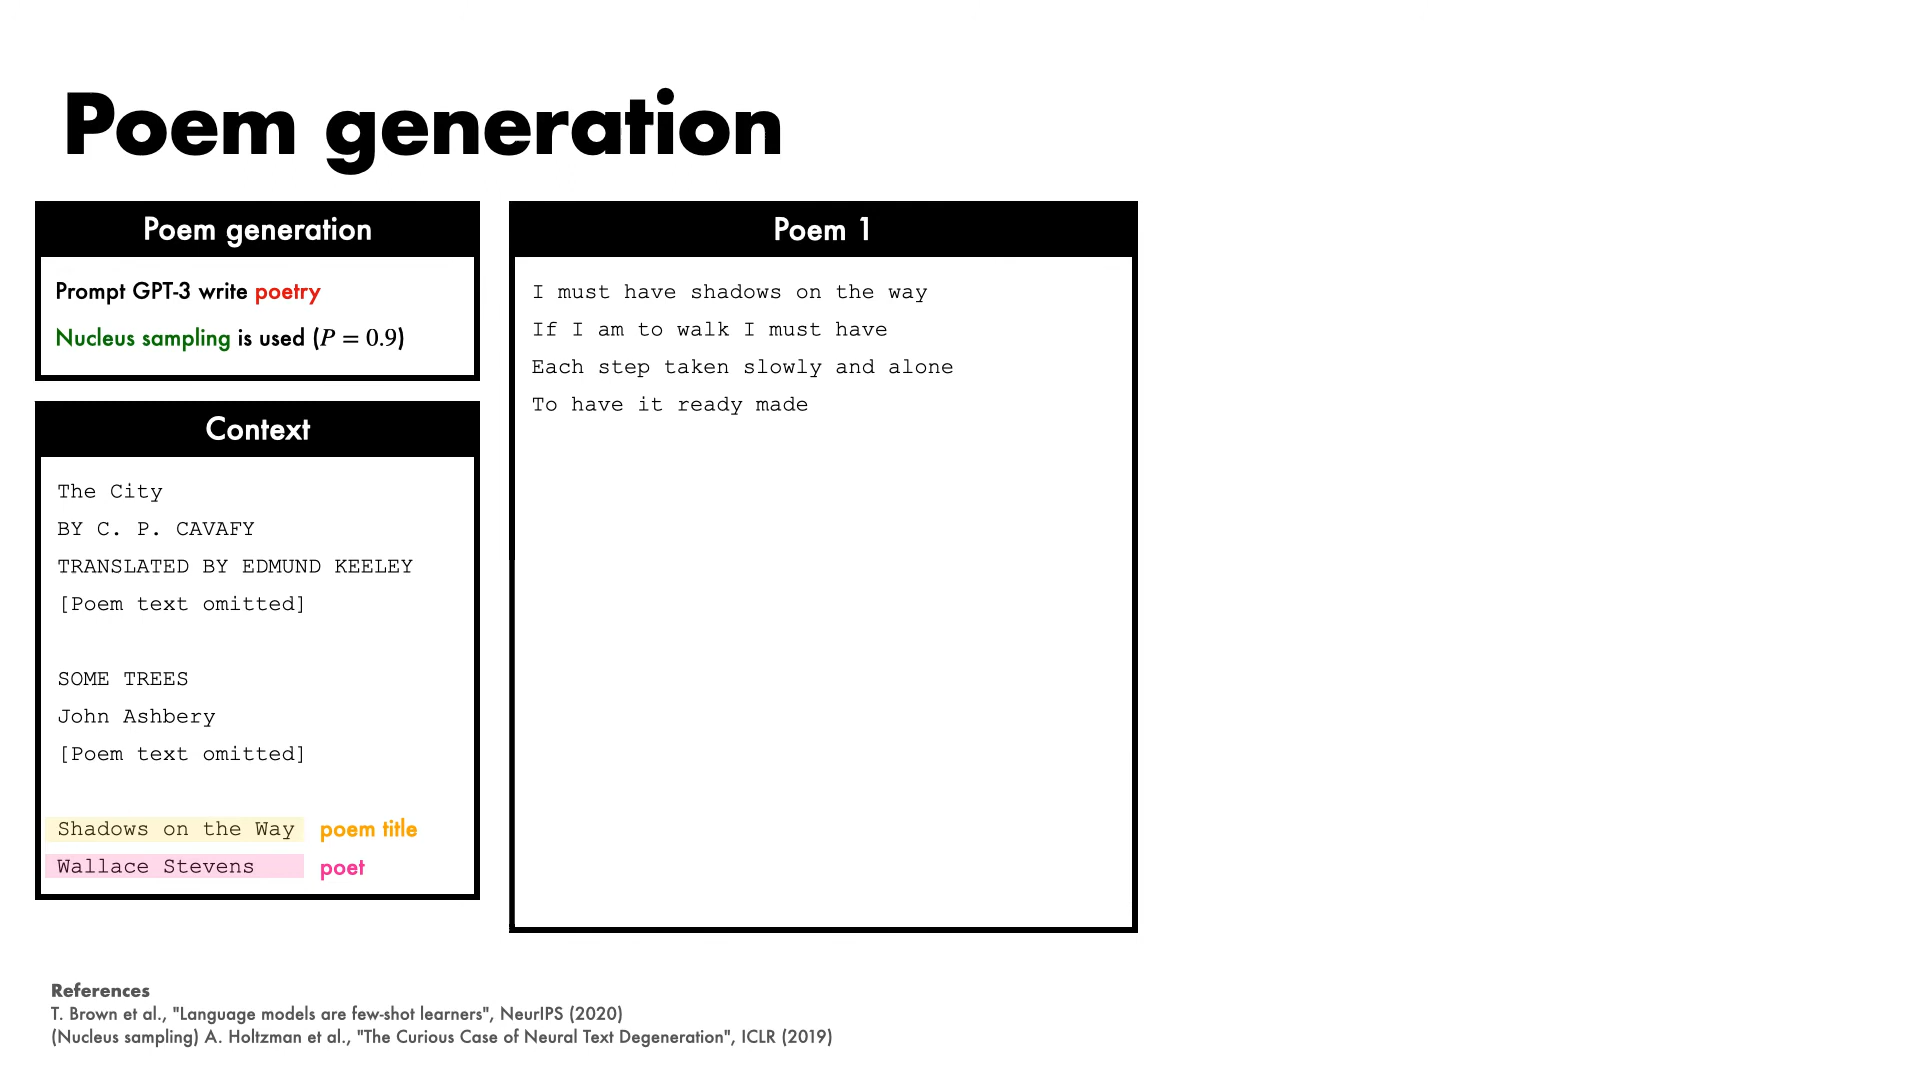 Poem generation
Poem generation
Prompt GPT-3 write poetry
Nucleus sampling is used (P = 0.9)
Context
The City
BY C. P. CAVAFY
TRANSLATED BY EDMUND KEELEY
[Poem text omitted]
SOME TREES
John Ashbery
[Poem text omitted]
Shadows on the Way poem title
Wallace Stevens poet
Poem 1
I must have shadows on the way
If I am to walk I must have
Each step taken slowly and alone
To have it ready made
References
T. Brown et al., "Language models are few-shot learners", NeurIPS (2020)
(Nucleus sampling) A. Holtzman et al., "The Curious Case of Neural Text Degeneration", ICLR (2019)